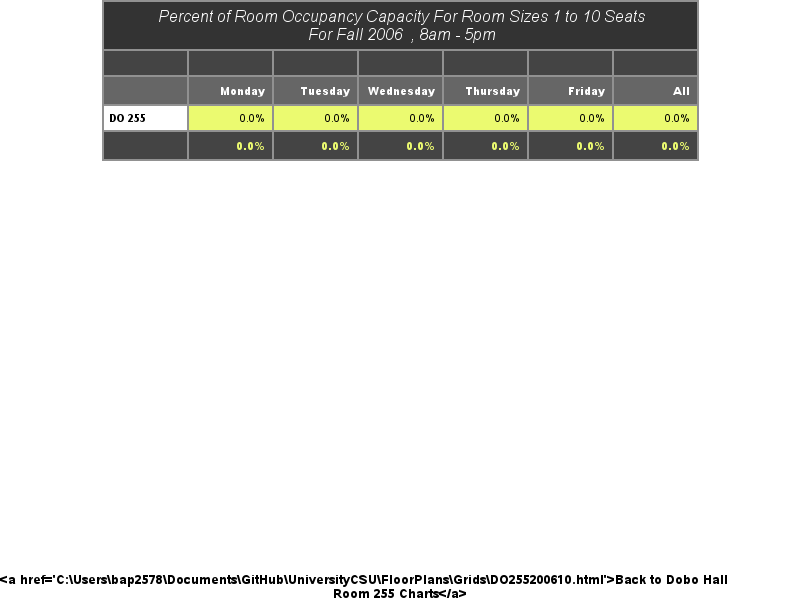 Percent of Room Occupancy Capacity For Room Sizes 1 to 10 Seats
For Fall 2006 , 8am - 5pm
Monday Tuesday Wednesday Thursday Friday All
DO 255 0.0% 0.0% 0.0% 0.0% 0.0% 0.0%
0.0% 0.0% 0.0% 0.0% 0.0% 0.0%
<a href='C:\Users\bap2578\Documents\GitHub\UniversityCSU\FloorPlans\Grids\DO255200610.html'>Back to Dobo Hall
Room 255 Charts</a>